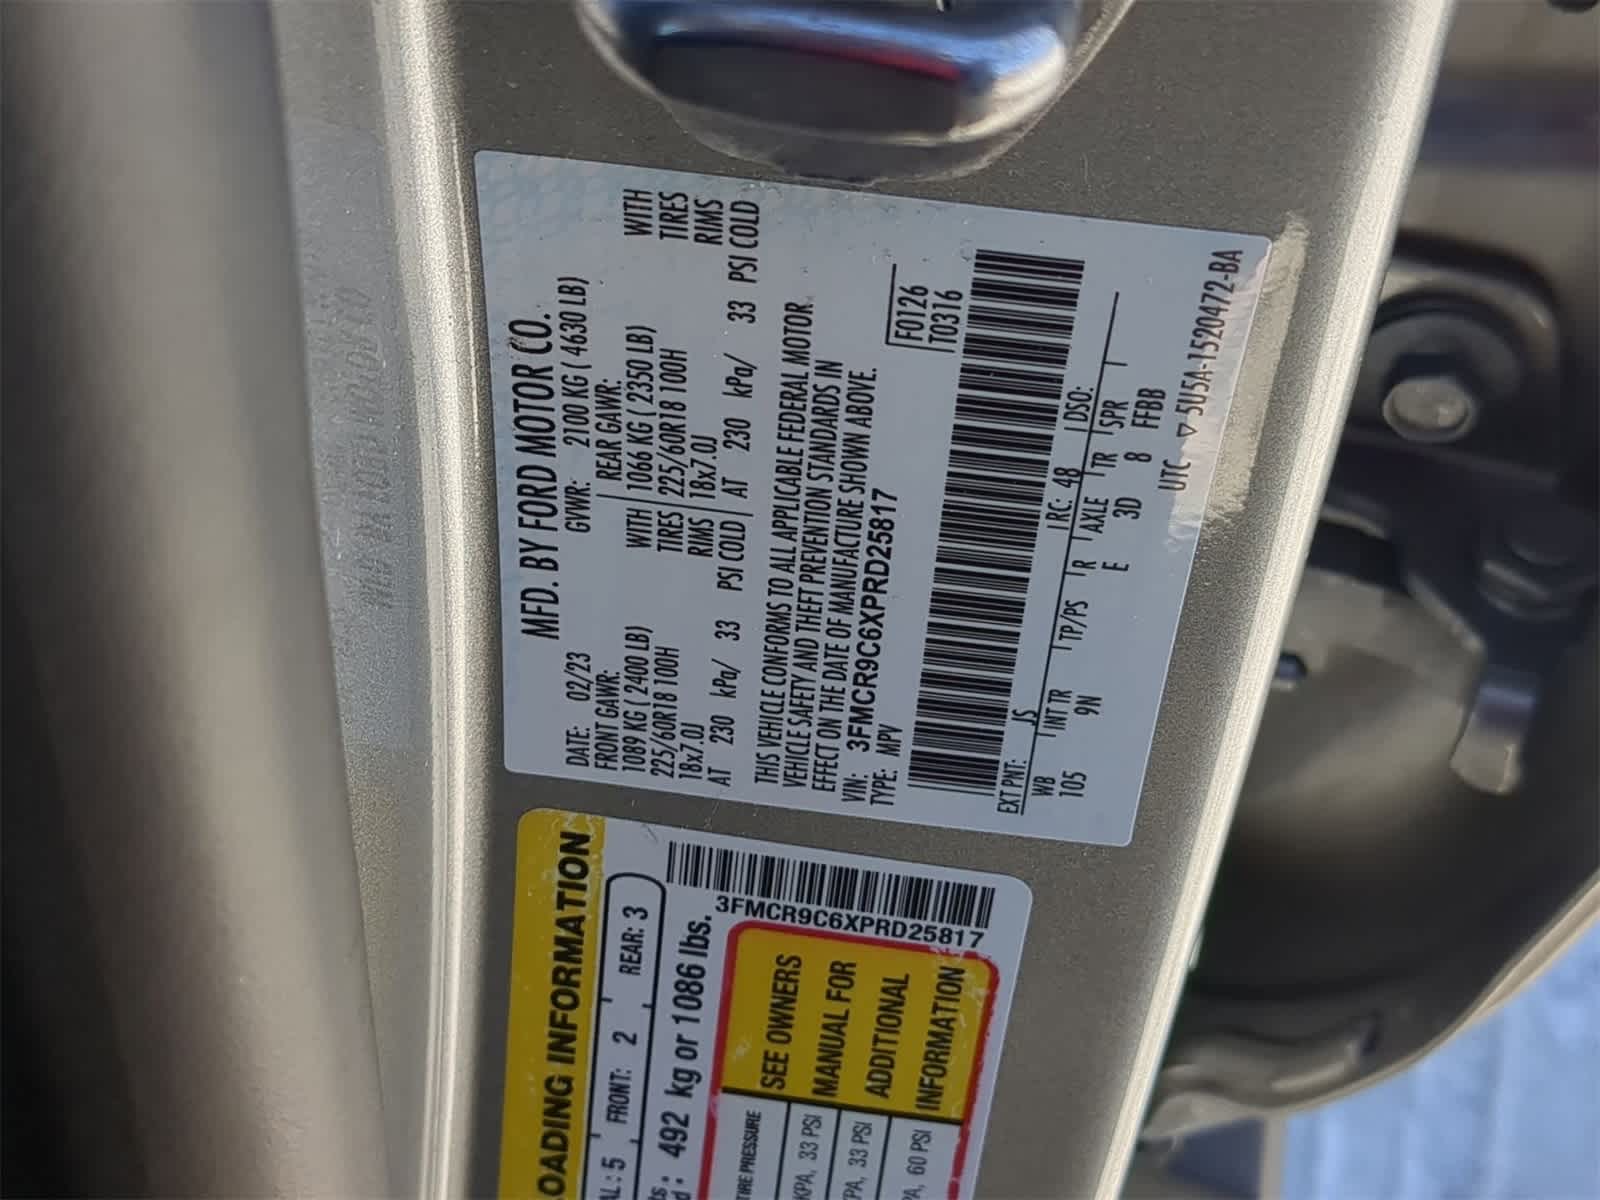 MFD. BY FORD MOTOR CO.
DATE: 02/23 GVWR: 2100 KG ( 4630 LB)
FRONT GAWR: REAR GAWR:
1089 KG ( 2400 LB) WITH 1066 KG ( 2350 LB) WITH
225/60R18 100H TIRES 225/60R18 100H TIRES
18x7.0J RIMS 18x7.0J RIMS
AT 230 kPa/ 33 PSI COLD AT 230 kPa/ 33 PSI COLD
THIS VEHICLE CONFORMS TO ALL APPLICABLE FEDERAL MOTOR
VEHICLE SAFETY AND THEFT PREVENTION STANDARDS IN
EFFECT ON THE DATE OF MANUFACTURE SHOWN ABOVE.
VIN: 3FMCR9C6XPRD25817
TYPE: MPV
F0126
T0316
EXT PNT: JS RC: 48 DSO:
WB INT TR TP/PS R AXLE TR SPR
105 9N E 3D 8 FFBB
UTC ▽ 5U5A-1520472-BA
OADING INFORMATION
AL: 5 FRONT: 2 REAR: 3
492 kg or 1086 lbs.
3FMCR9C6XPRD25817
TIRE PRESSURE
KPA, 33 PSI
PA, 33 PSI
PA, 60 PSI
SEE OWNERS
MANUAL FOR
ADDITIONAL
INFORMATION